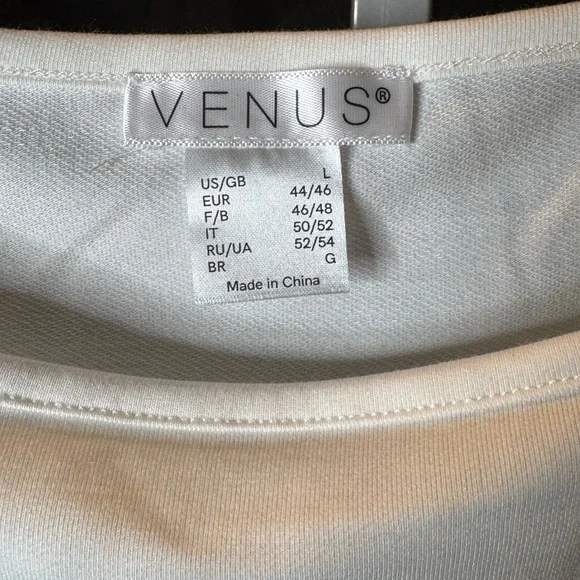 VENUS®
US/GB L
EUR 44/46
F/B 46/48
IT 50/52
RU/UA 52/54
BR G
Made in China